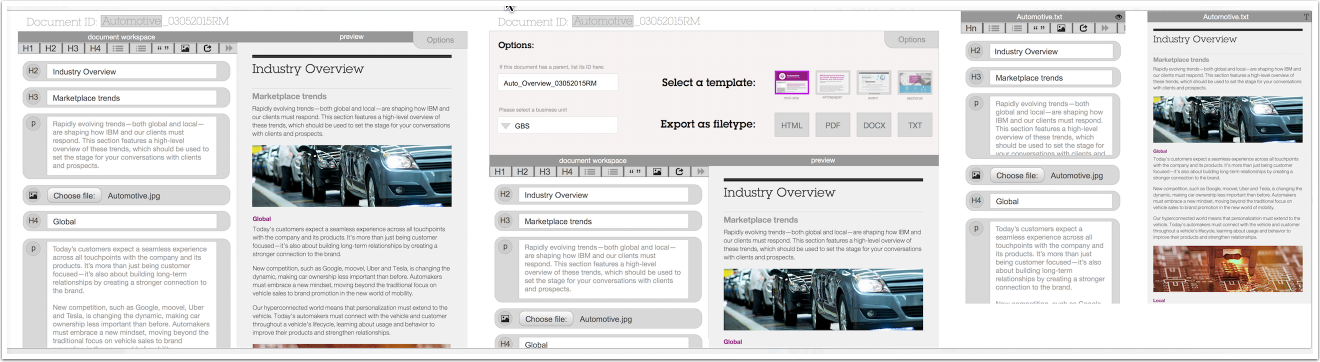 Document ID: Automotive_03052015RM
document workspace
preview
Options
H1 H2 H3 H4 “ ”
H2 Industry Overview
H3 Marketplace trends
p Rapidly evolving trends—both global and local—
are shaping how IBM and our clients must
respond. This section features a high-level
overview of these trends, which should be used to
set the stage for your conversations with clients
and prospects.
Choose file: Automotive.jpg
H4 Global
p Today's customers expect a seamless experience
across all touchpoints with the company and its
products. It's more than just being customer
focused—it's also about building long-term
relationships by creating a stronger connection to
the brand.
New competition, such as Google, moovel, Uber
and Tesla, is changing the dynamic, making car
ownership less important than before. Automakers
must embrace a new mindset, moving beyond the
traditional focus on vehicle sales to brand
Industry Overview
Marketplace trends
Rapidly evolving trends—both global and local—are shaping how IBM and
our clients must respond. This section features a high-level overview of
these trends, which should be used to set the stage for your conversations
with clients and prospects.
Global
Today's customers expect a seamless experience across all touchpoints
with the company and its products. It's more than just being customer
focused—it's also about building long-term relationships by creating a
stronger connection to the brand.
New competition, such as Google, moovel, Uber and Tesla, is changing the
dynamic, making car ownership less important than before. Automakers
must embrace a new mindset, moving beyond the traditional focus on
vehicle sales to brand promotion in the new world of mobility.
Our hyperconnected world means that personalization must extend to the
vehicle. Today's automakers must connect with the vehicle and customer
throughout a vehicle's lifecycle, learning about usage and behavior to
improve their products and strengthen relationships.
Document ID: Automotive_03052015RM
Options
Options:
If this document has a parent, list its ID here:
Auto_Overview_03052015RM
Please select a business unit
GBS
Select a template:
Export as filetype:
HTML PDF DOCX TXT
document workspace
preview
H1 H2 H3 H4 “ ”
H2 Industry Overview
H3 Marketplace trends
p Rapidly evolving trends—both global and local—
are shaping how IBM and our clients must
respond. This section features a high-level
overview of these trends, which should be used to
set the stage for your conversations with clients
and prospects.
Choose file: Automotive.jpg
H4 Global
Industry Overview
Marketplace trends
Rapidly evolving trends—both global and local—are shaping how IBM and
our clients must respond. This section features a high-level overview of
these trends, which should be used to set the stage for your conversations
with clients and prospects.
Global
Automotive.txt
Hn “ ”
H2 Industry Overview
H3 Marketplace trends
p Rapidly evolving trends—
both global and local—are
shaping how IBM and our
clients must respond. This
section features a high-level
overview of these trends,
which should be used to set
the stage for your
conversations with clients and
Choose file: Automotive.jpg
H4 Global
p Today's customers expect a
seamless experience across all
touchpoints with the company
and its products. It's more than
just being customer
focused—it's also about
building long-term
relationships by creating a
stronger connection to the
brand.
New competition, such as
Automotive.txt
T
Industry Overview
Marketplace trends
Rapidly evolving trends—both global and local—are shaping how IBM and
our clients must respond. This section features a high-level overview of
these trends, which should be used to set the stage for your conversations
with clients and prospects.
Global
Today's customers expect a seamless experience across all touchpoints
with the company and its products. It's more than just being customer
focused—it's also about building long-term relationships by creating a
stronger connection to the brand.
New competition, such as Google, moovel, Uber and Tesla, is changing the
dynamic, making car ownership less important than before. Automakers
must embrace a new mindset, moving beyond the traditional focus on
vehicle sales to brand promotion in the new world of mobility.
Our hyperconnected world means that personalization must extend to the
vehicle. Today's automakers must connect with the vehicle and customer
throughout a vehicle's lifecycle, learning about usage and behavior to
improve their products and strengthen relationships.
Local